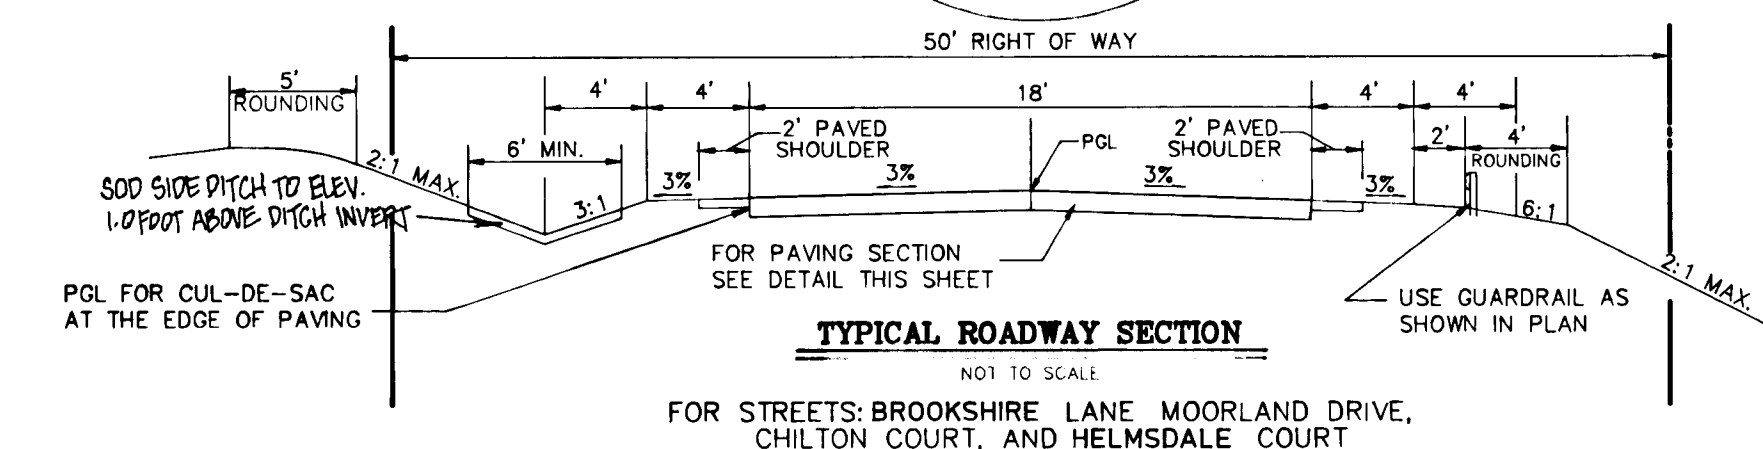 50' RIGHT OF WAY
5'
ROUNDING
4'
4'
18'
4'
4'
6' MIN.
2' PAVED
SHOULDER
PGL
2' PAVED
SHOULDER
2'
4'
ROUNDING
2:1 MAX.
3:1
3%
3%
3%
3%
6:1
2:1 MAX.
SOD SIDE DITCH TO ELEV.
1.0 FOOT ABOVE DITCH INVERT
FOR PAVING SECTION
SEE DETAIL THIS SHEET
PGL FOR CUL-DE-SAC
AT THE EDGE OF PAVING
USE GUARDRAIL AS
SHOWN IN PLAN
TYPICAL ROADWAY SECTION
NOT TO SCALE
FOR STREETS: BROOKSHIRE LANE MOORLAND DRIVE,
CHILTON COURT, AND HELMSDALE COURT